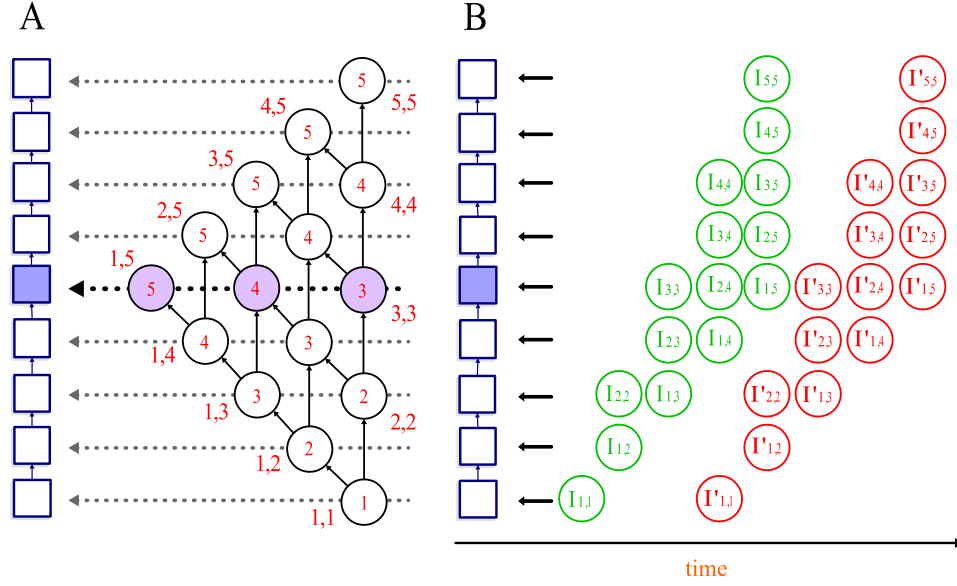 A
B
5
5,5
4,5
5
3,5
5
4
4,4
2,5
5
4
1,5
5
4
3
3,3
4
3
1,4
3
2
1,3
2,2
2
1,2
1
1,1
I5,5 I'5,5
I4,5 I'4,5
I4,4 I3,5 I'4,4 I'3,5
I3,4 I2,5 I'3,4 I'2,5
I3,3 I2,4 I1,5 I'3,3 I'2,4 I'1,5
I2,3 I1,4 I'2,3 I'1,4
I2,2 I1,3 I'2,2 I'1,3
I1,2 I'1,2
I1,1 I'1,1
time